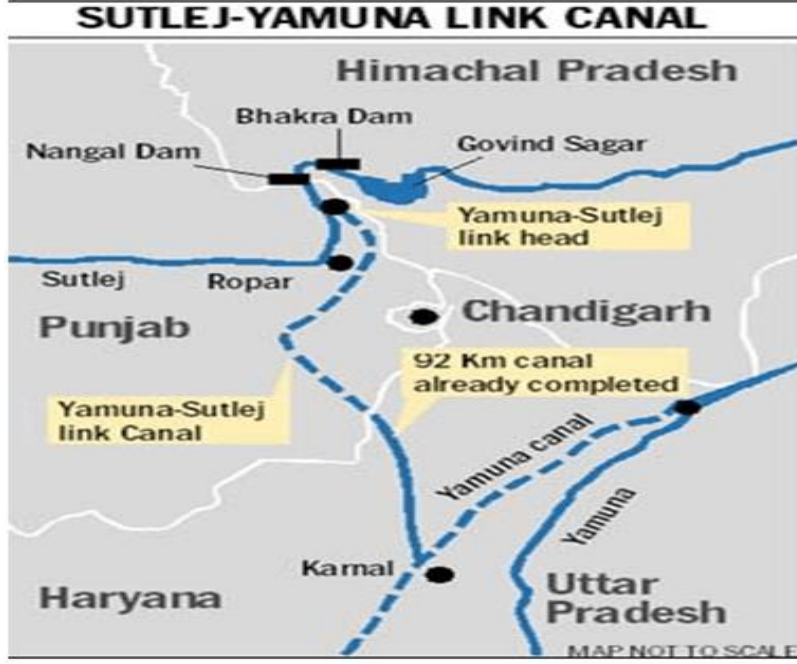 SUTLEJ-YAMUNA LINK CANAL
Himachal Pradesh
Bhakra Dam
Nangal Dam
Govind Sagar
Yamuna-Sutlej
link head
Sutlej
Ropar
Punjab
Chandigarh
92 Km canal
already completed
Yamuna-Sutlej
link Canal
Yamuna canal
Yamuna
Karnal
Haryana
Uttar
Pradesh
MAP NOT TO SCALE